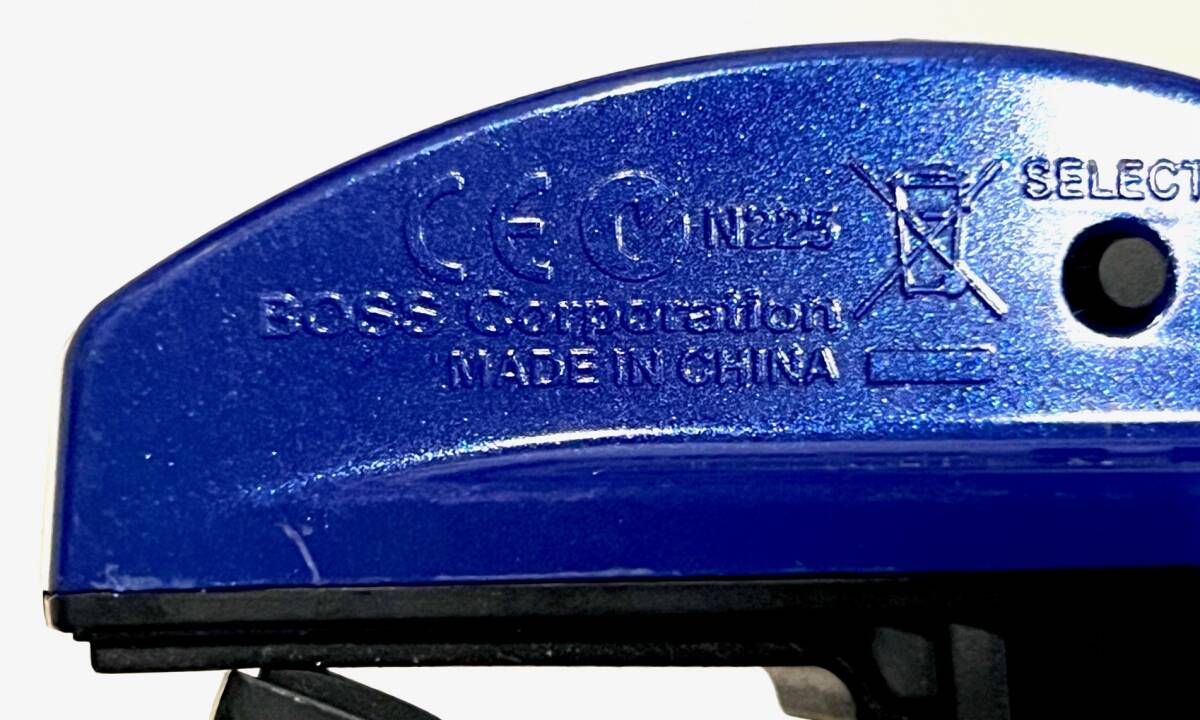 CE N225
SELECT
BOSS Corporation
MADE IN CHINA